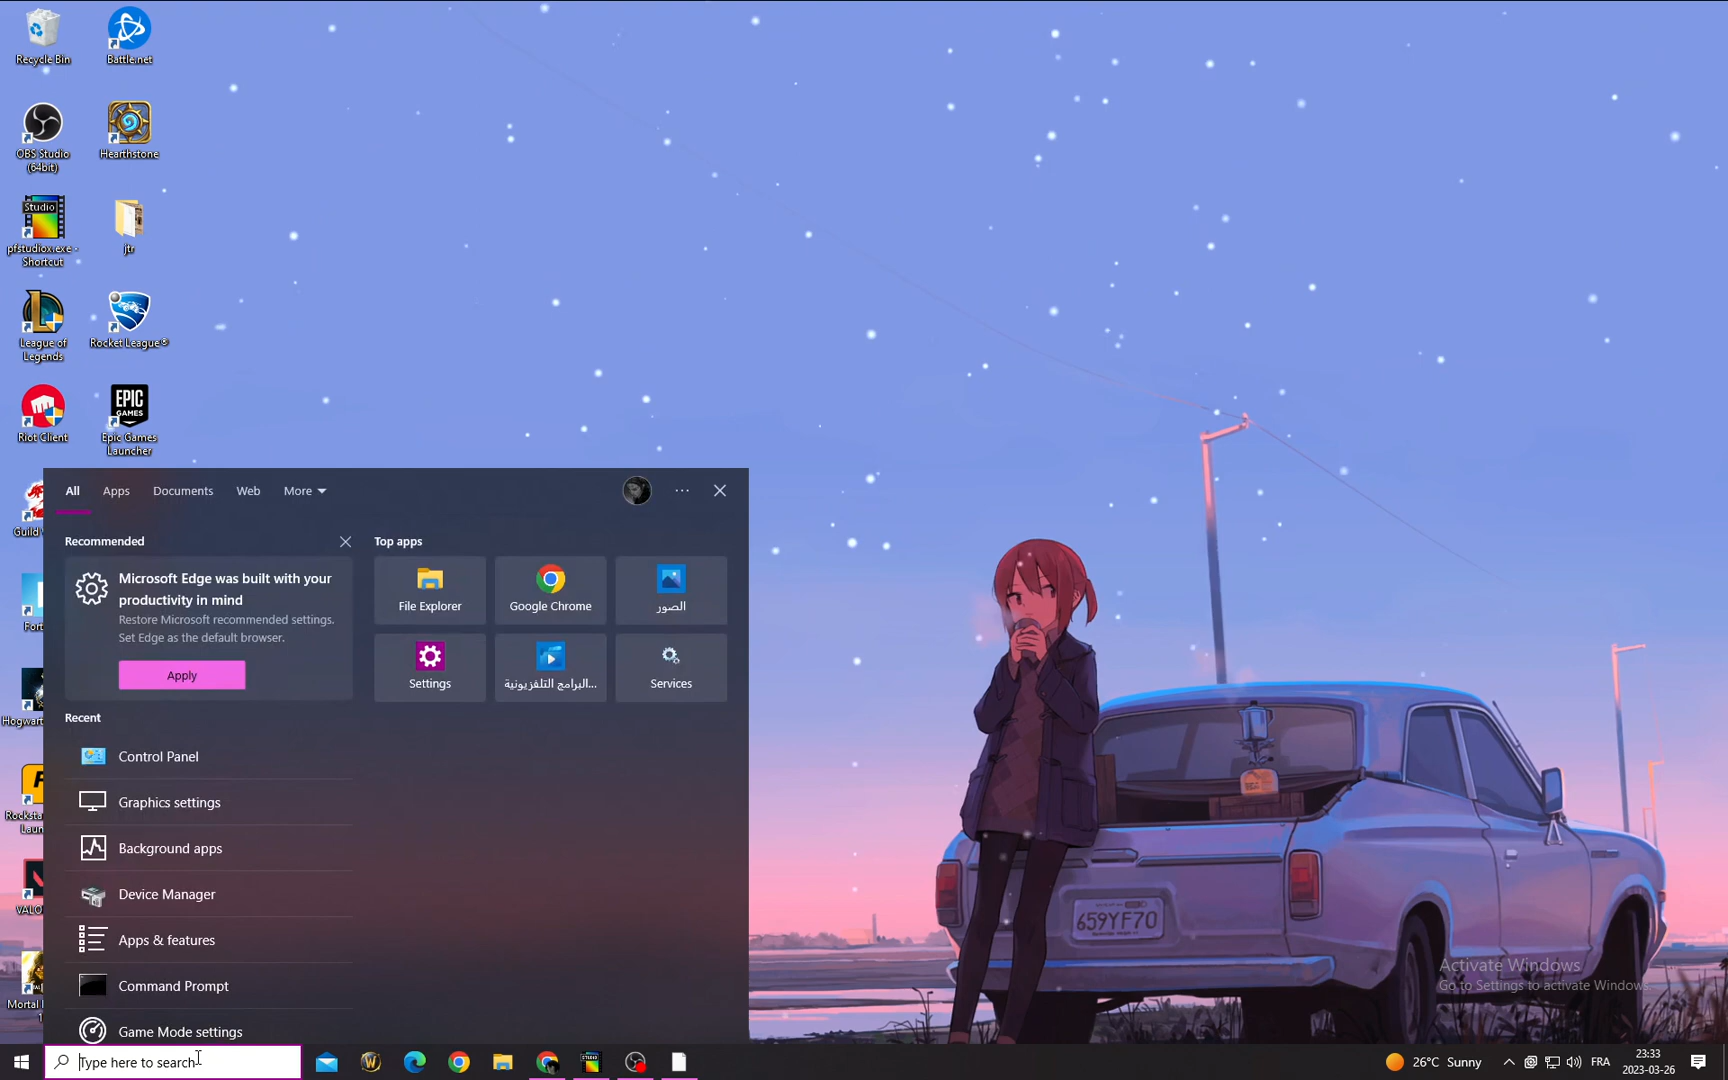 Recycle Bin
Battle.net
OBS Studio
(64bit)
Hearthstone
Studio
pfstudiox.exe -
Shortcut
jtr
League of
Legends
Rocket League®
Riot Client
EPIC
GAMES
Epic Games
Launcher
Guild
Fort
Hogwart
Rocksta
Laun
VALO
Mortal
1
All
Apps
Documents
Web
More
Recommended
Microsoft Edge was built with your
productivity in mind
Restore Microsoft recommended settings.
Set Edge as the default browser.
Apply
Recent
Control Panel
Graphics settings
Background apps
Device Manager
Apps & features
Command Prompt
Game Mode settings
Top apps
File Explorer
Google Chrome
الصور
Settings
البرامج التلفزيونية...
Services
659YF70
Activate Windows
Go to Settings to activate Windows.
Type here to search
26°C Sunny
FRA
23:33
2023-03-26